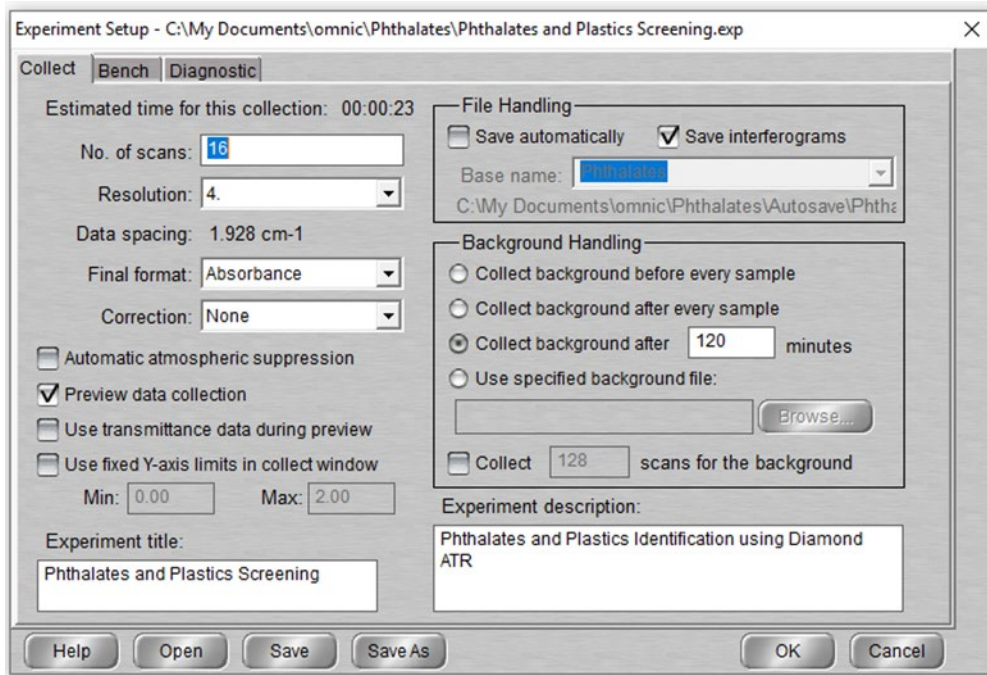 Experiment Setup - C:\My Documents\omnic\Phthalates\Phthalates and Plastics Screening.exp
Collect Bench Diagnostic
Estimated time for this collection: 00:00:23
No. of scans: 16
Resolution: 4.
Data spacing: 1.928 cm-1
Final format: Absorbance
Correction: None
Automatic atmospheric suppression
Preview data collection
Use transmittance data during preview
Use fixed Y-axis limits in collect window
Min: 0.00 Max: 2.00
Experiment title:
Phthalates and Plastics Screening
File Handling
Save automatically Save interferograms
Base name: Phthalates
C:\My Documents\omnic\Phthalates\Autosave\Phtha
Background Handling
Collect background before every sample
Collect background after every sample
Collect background after 120 minutes
Use specified background file:
Browse...
Collect 128 scans for the background
Experiment description:
Phthalates and Plastics Identification using Diamond
ATR
Help Open Save Save As OK Cancel